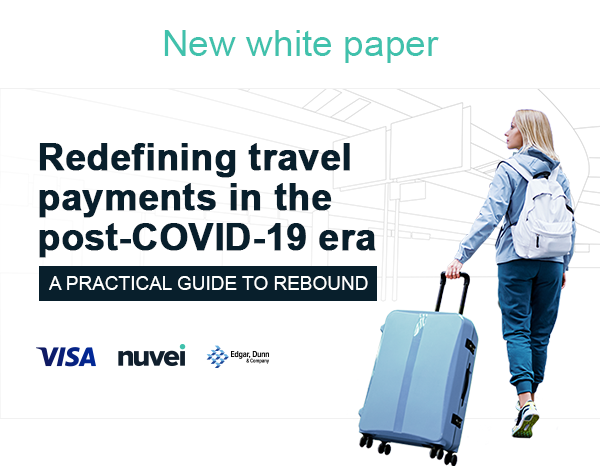 New white paper
Redefining travel
payments in the
post-COVID-19 era
A PRACTICAL GUIDE TO REBOUND
VISA nuvei Edgar, Dunn
& Company